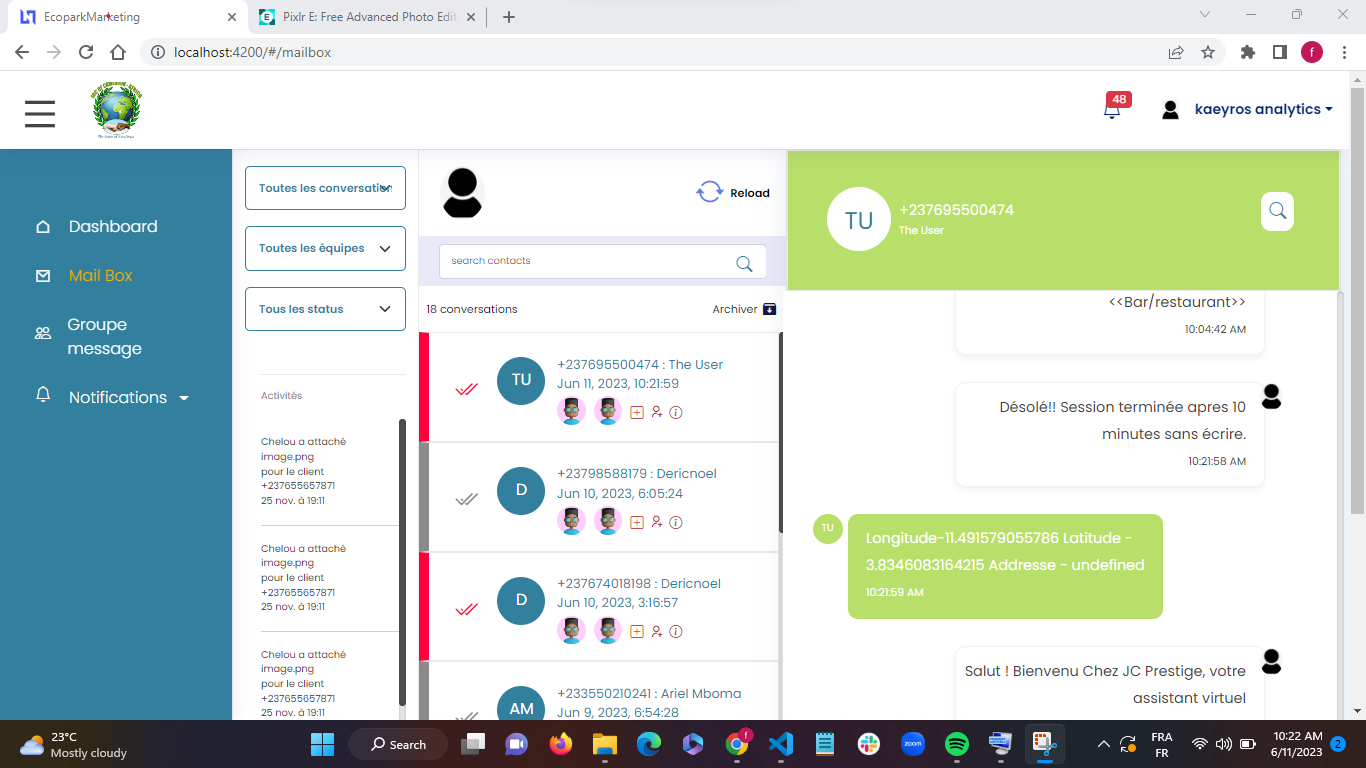 EcoparkMarketing
Pixlr E: Free Advanced Photo Edit
localhost:4200/#/mailbox
f
48
kaeyros analytics
Dashboard
Mail Box
Groupe
message
Notifications
Toutes les conversation
Toutes les équipes
Tous les status
Activités
Chelou a attaché
image.png
pour le client
+237655657871
25 nov. à 19:11
Chelou a attaché
image.png
pour le client
+237655657871
25 nov. à 19:11
Chelou a attaché
image.png
pour le client
+237655657871
25 nov. à 19:11
Reload
search contacts
18 conversations
Archiver
TU
+237695500474 : The User
Jun 11, 2023, 10:21:59
D
+23798588179 : Dericnoel
Jun 10, 2023, 6:05:24
D
+237674018198 : Dericnoel
Jun 10, 2023, 3:16:57
AM
+233550210241 : Ariel Mboma
Jun 9, 2023, 6:54:28
TU
+237695500474
The User
<<Bar/restaurant>>
10:04:42 AM
Désolé!! Session terminée apres 10
minutes sans écrire.
10:21:58 AM
TU
Longitude-11.491579055786 Latitude -
3.8346083164215 Addresse - undefined
10:21:59 AM
Salut ! Bienvenu Chez JC Prestige, votre
assistant virtuel
23°C
Mostly cloudy
Search
f
zoom
FRA
FR
10:22 AM
6/11/2023
2